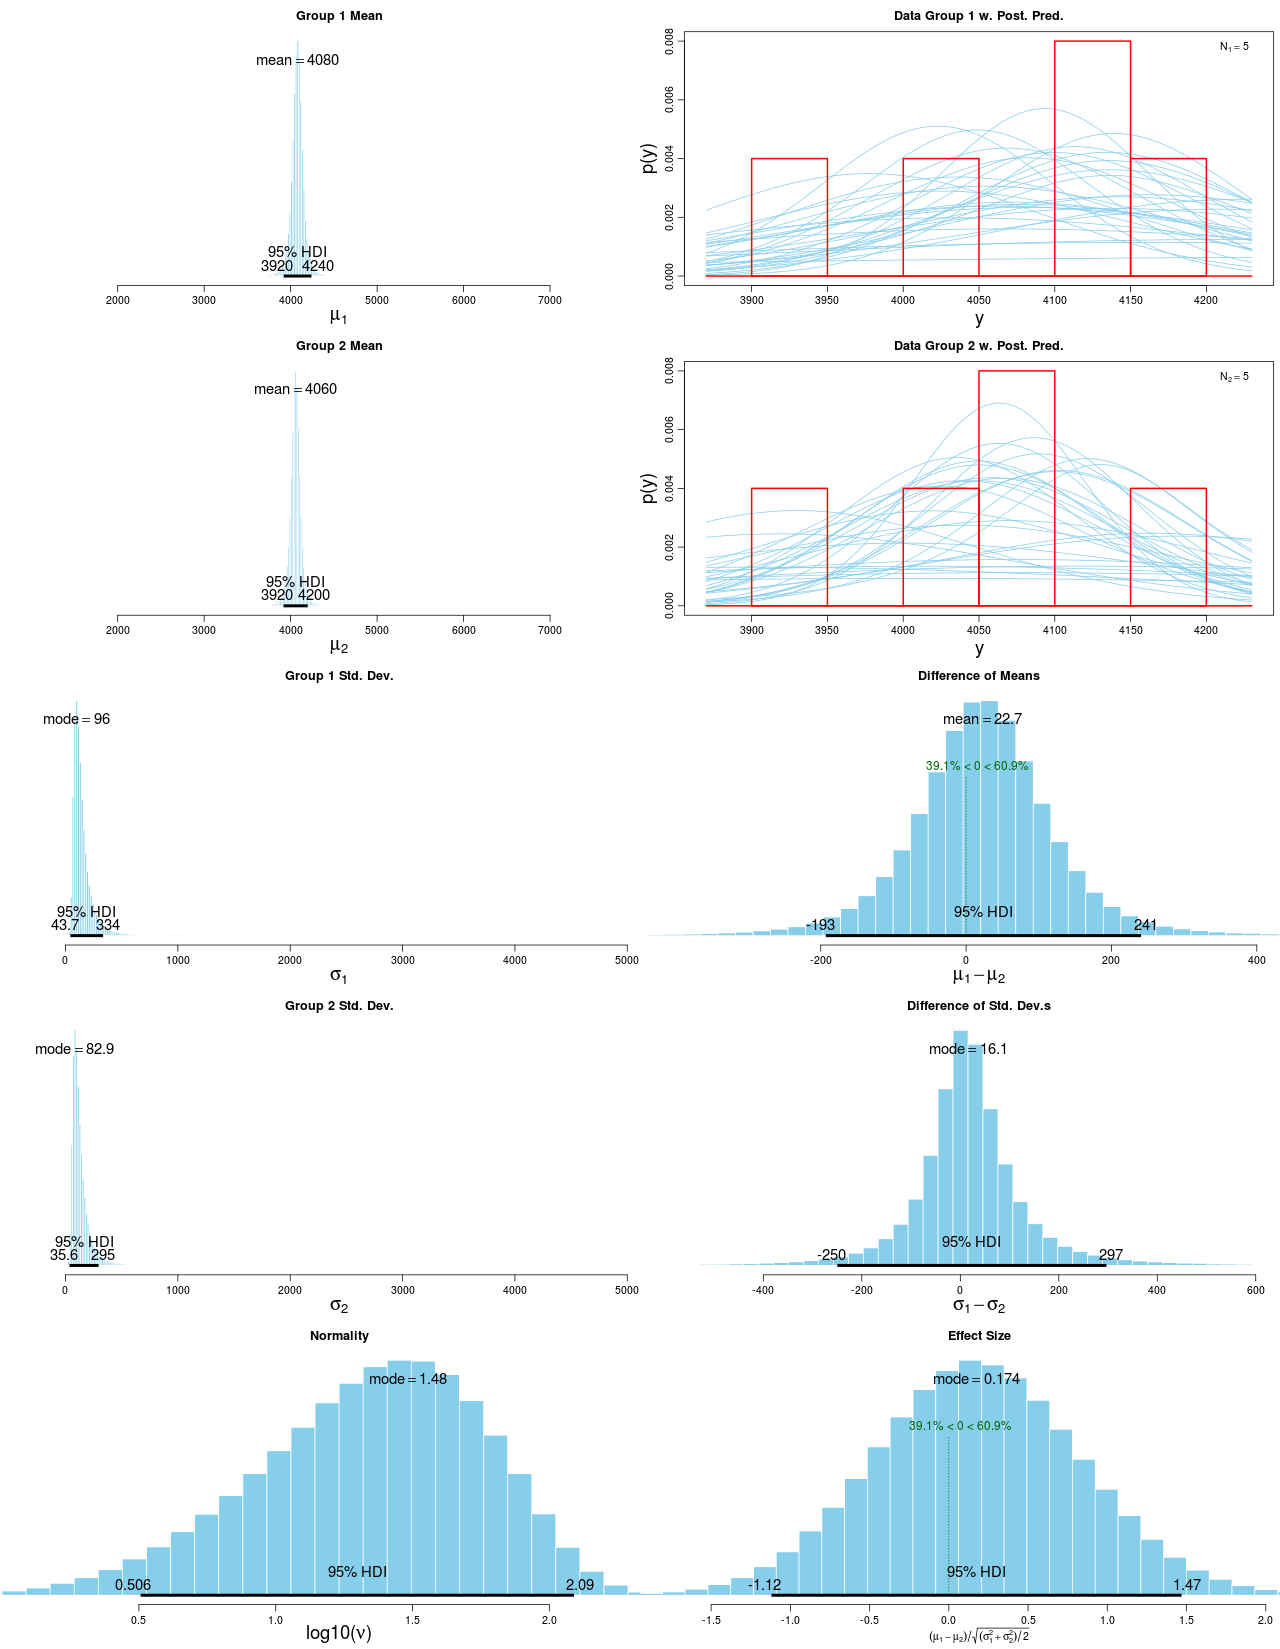 Group 1 Mean
mean = 4080
95% HDI
3920 4240
2000 3000 4000 5000 6000 7000
μ1
Data Group 1 w. Post. Pred.
N1 = 5
0.000 0.002 0.004 0.006 0.008
p(y)
3900 3950 4000 4050 4100 4150 4200
y
Group 2 Mean
mean = 4060
95% HDI
3920 4200
2000 3000 4000 5000 6000 7000
μ2
Data Group 2 w. Post. Pred.
N2 = 5
0.000 0.002 0.004 0.006 0.008
p(y)
3900 3950 4000 4050 4100 4150 4200
y
Group 1 Std. Dev.
mode = 96
95% HDI
43.7 334
0 1000 2000 3000 4000 5000
σ1
Difference of Means
mean = 22.7
39.1% < 0 < 60.9%
95% HDI
-193 241
-200 0 200 400
μ1 − μ2
Group 2 Std. Dev.
mode = 82.9
95% HDI
35.6 295
0 1000 2000 3000 4000 5000
σ2
Difference of Std. Dev.s
mode = 16.1
95% HDI
-250 297
-400 -200 0 200 400 600
σ1 − σ2
Normality
mode = 1.48
95% HDI
0.506 2.09
0.5 1.0 1.5 2.0
log10(ν)
Effect Size
mode = 0.174
39.1% < 0 < 60.9%
95% HDI
-1.12 1.47
-1.5 -1.0 -0.5 0.0 0.5 1.0 1.5 2.0
(μ1 − μ2)/√(σ1² + σ2²)/2